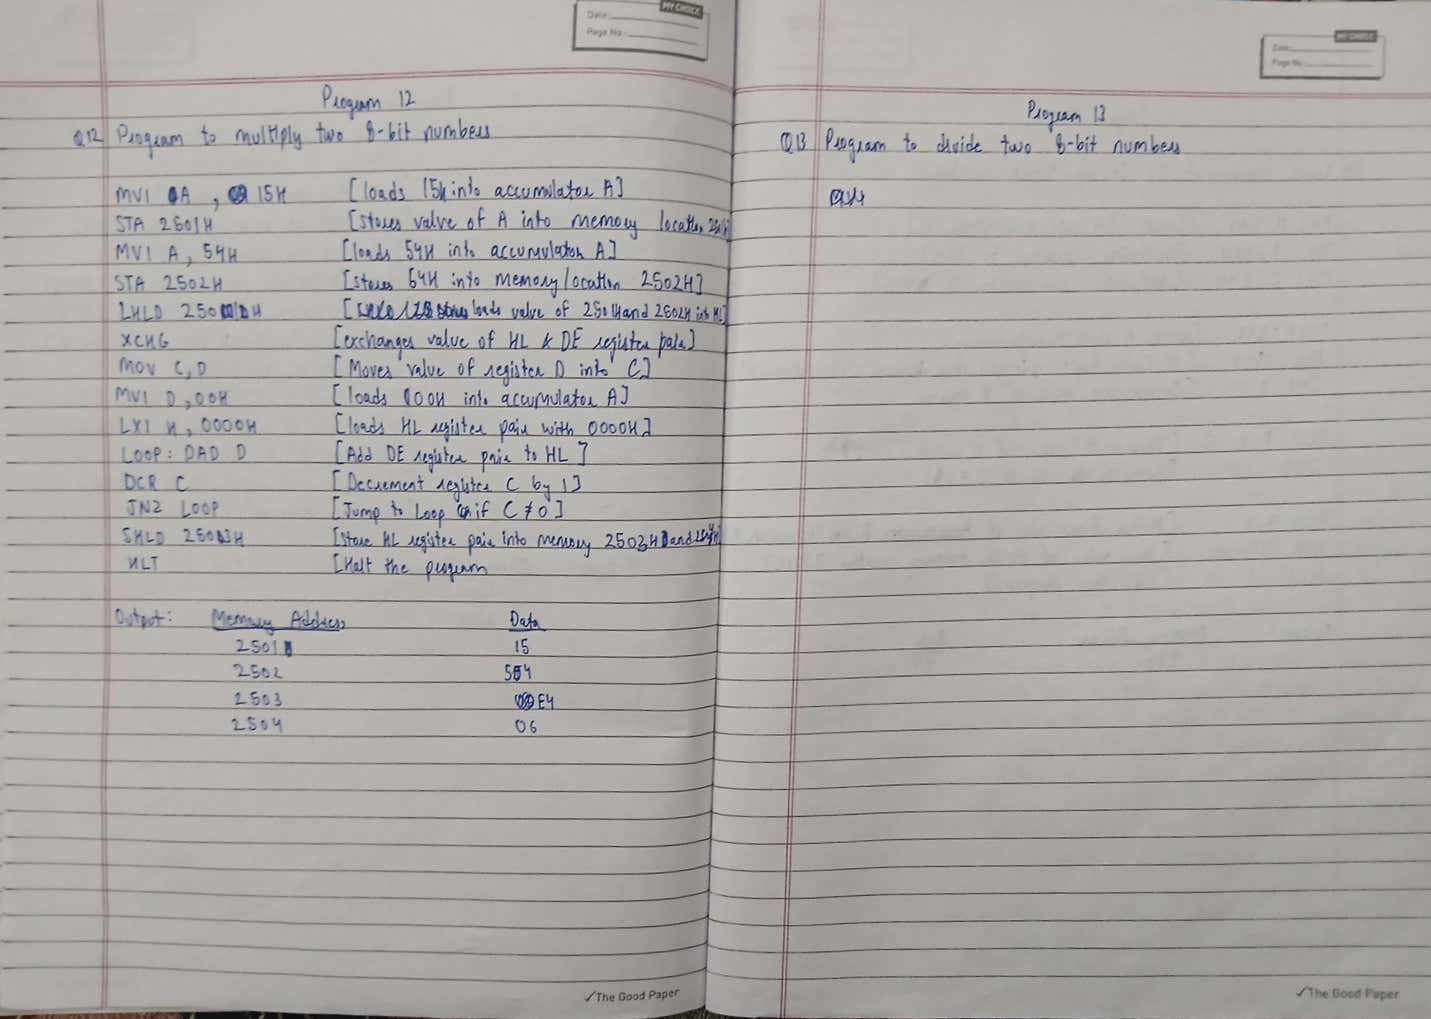 MY CHOICE
Date:
Page No:
Program 12
Q12 Program to multiply two 8-bit numbers
MVI A, 15H [loads 15H into accumulator A]
STA 2501H [stores value of A into memory location
MVI A, 54H [loads 54H into accumulator A]
STA 2502H [stores 54H into memory location 2502H]
LHLD 250 H [ loads value of 2501H and 2502H into HL]
XCHG [exchanges value of HL & DE register pair]
MOV C,D [Moves value of register D into C]
MVI D,00H [loads 00H into accumulator A]
LXI H, 0000H [loads HL register pair with 0000H]
LOOP: DAD D [Add DE register pair to HL]
DCR C [Decrement register C by 1]
JNZ LOOP [Jump to Loop if C ≠ 0]
SHLD 2503H [store HL register pair into memory 2503H and
HLT [Halt the program
Output: Memory Address Data
2501 15
2502 54
2503 E4
2504 06
✓The Good Paper
MY CHOICE
Date:
Page No:
Program 13
Q13 Program to divide two 8-bit numbers
✓The Good Paper